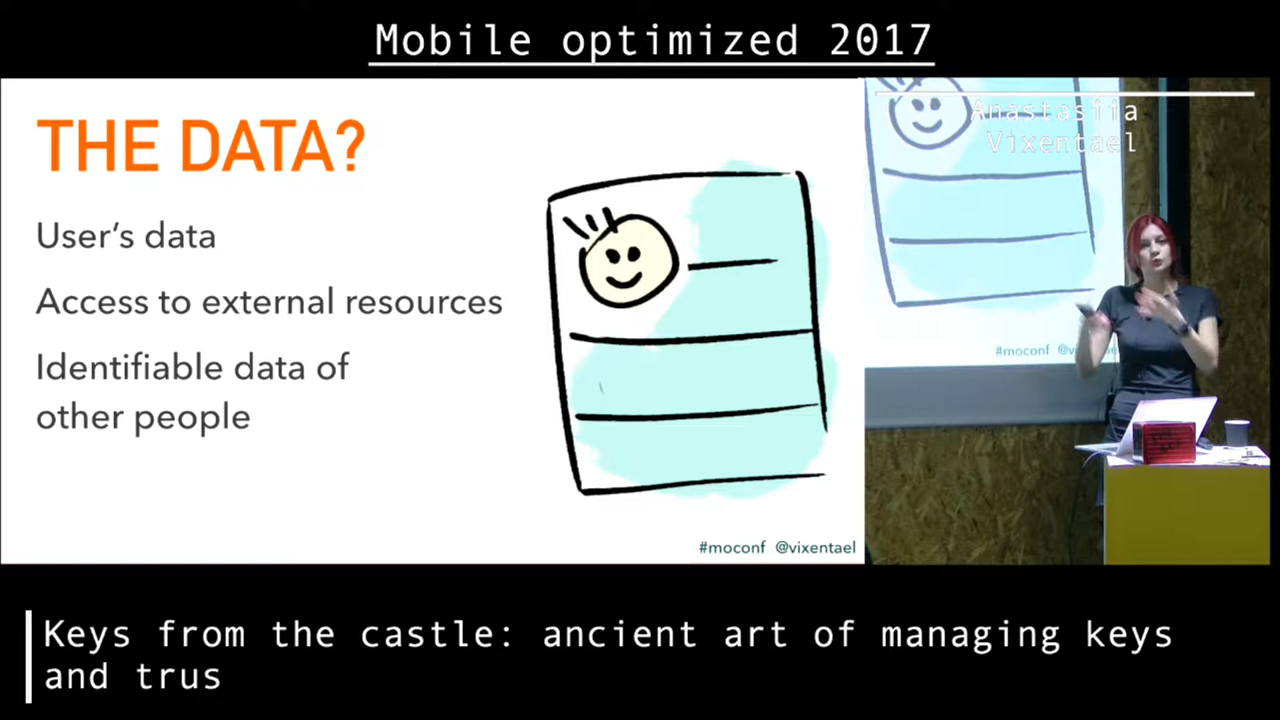 Mobile optimized 2017
THE DATA?
User's data
Access to external resources
Identifiable data of
other people
#moconf @vixentael
Anastasiia
Vixentael
#moconf @v
Keys from the castle: ancient art of managing keys
and trus